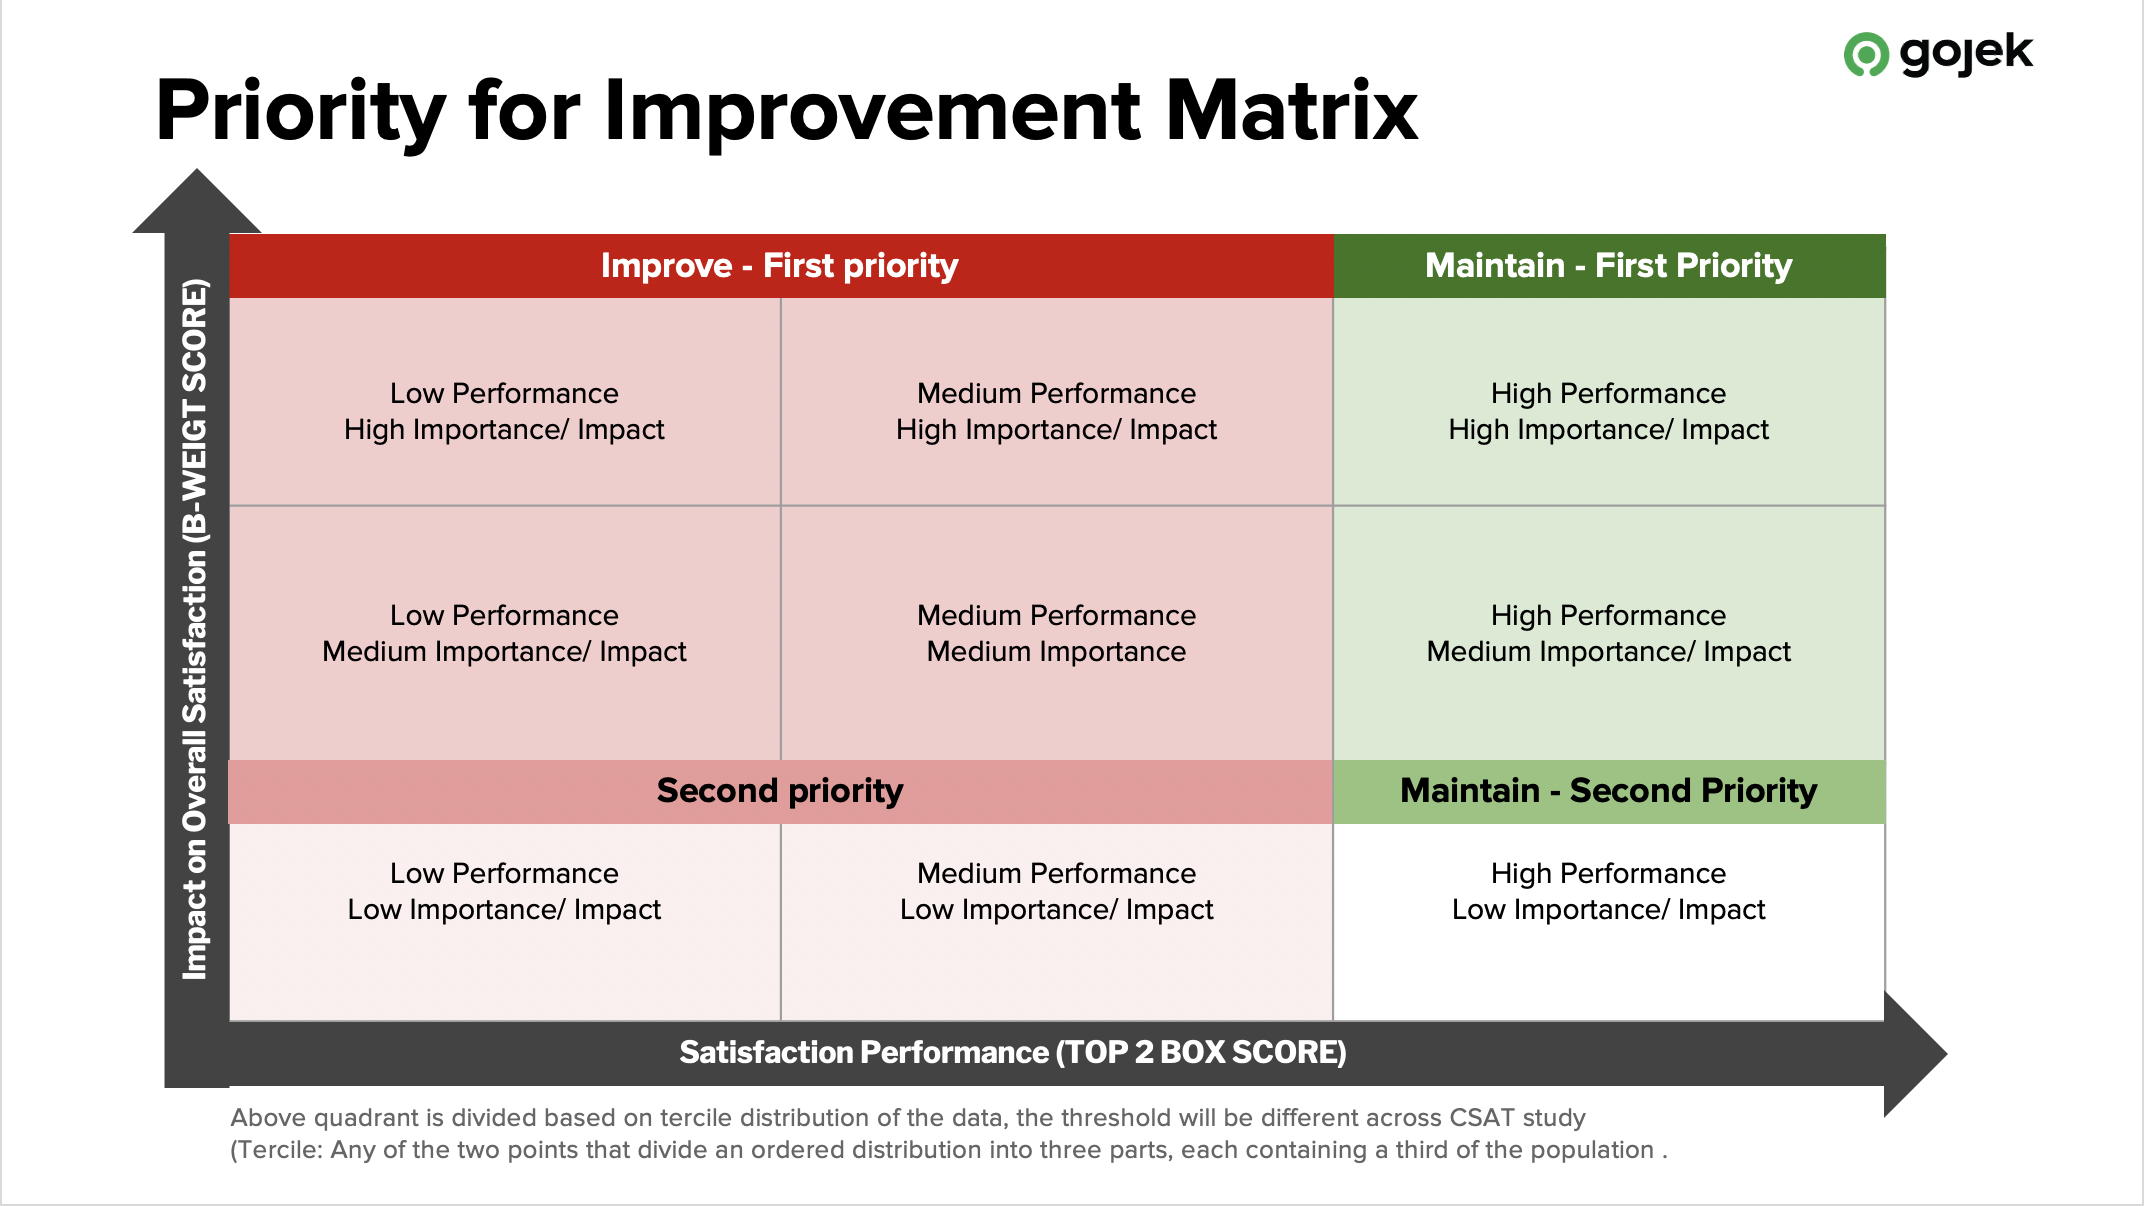 gojek
Priority for Improvement Matrix
Impact on Overall Satisfaction (B-WEIGT SCORE)
Improve - First priority
Maintain - First Priority
Low Performance
High Importance/ Impact
Medium Performance
High Importance/ Impact
High Performance
High Importance/ Impact
Low Performance
Medium Importance/ Impact
Medium Performance
Medium Importance
High Performance
Medium Importance/ Impact
Second priority
Maintain - Second Priority
Low Performance
Low Importance/ Impact
Medium Performance
Low Importance/ Impact
High Performance
Low Importance/ Impact
Satisfaction Performance (TOP 2 BOX SCORE)
Above quadrant is divided based on tercile distribution of the data, the threshold will be different across CSAT study
(Tercile: Any of the two points that divide an ordered distribution into three parts, each containing a third of the population .